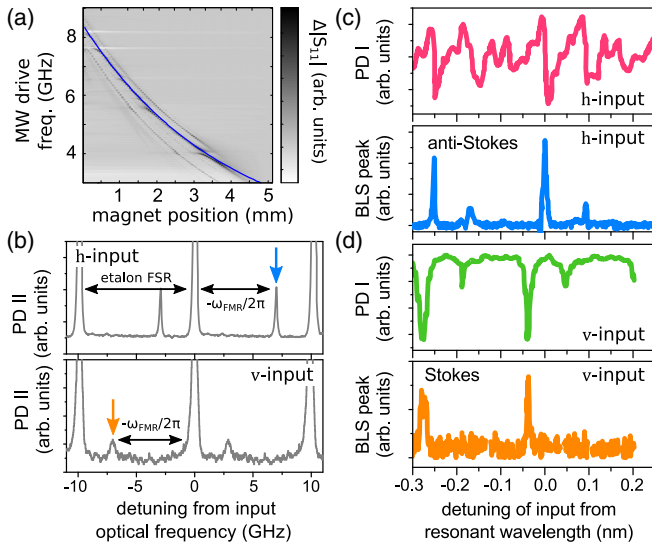 (a)
MW drive
freq. (GHz)
8
6
4
1
2
3
4
5
magnet position (mm)
Δ|S₁₁|
(arb. units)
(b)
h-input
etalon FSR
-ω_FMR/2π
PD II
(arb. units)
v-input
-ω_FMR/2π
PD II
(arb. units)
-10
-5
0
5
10
detuning from input
optical frequency (GHz)
(c)
PD I
(arb. units)
h-input
BLS peak
(arb. units)
anti-Stokes
h-input
(d)
PD I
(arb. units)
v-input
BLS peak
(arb. units)
Stokes
v-input
-0.3
-0.2
-0.1
0.0
0.1
0.2
detuning of input from
resonant wavelength (nm)